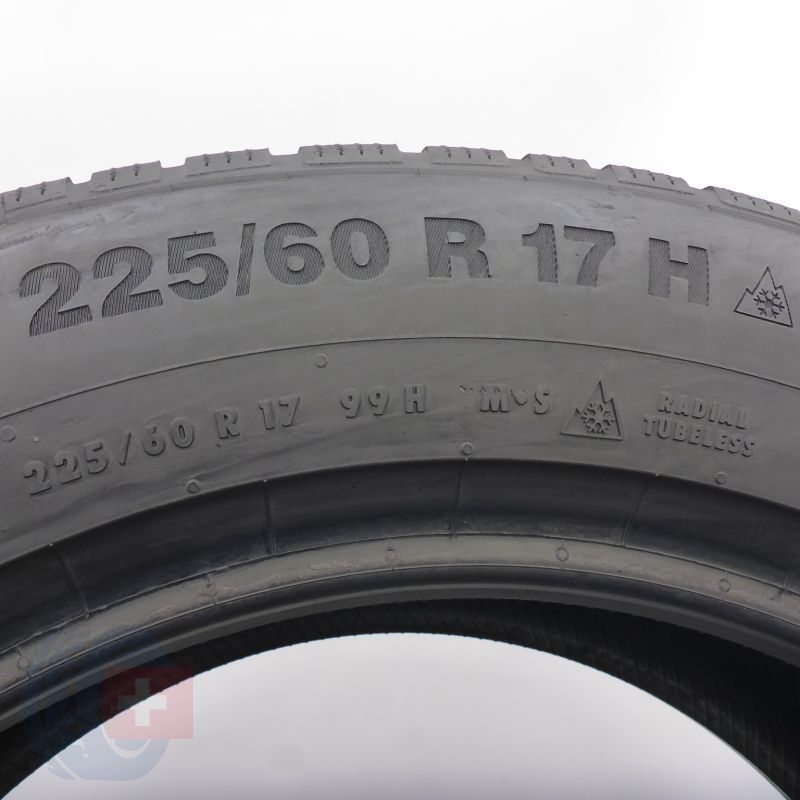 225/60 R 17 H
225/60 R 17 99 H M+S RADIAL
TUBELESS